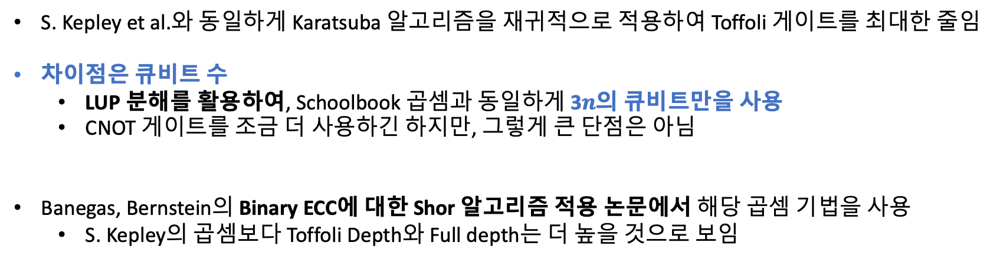 • S. Kepley et al.와 동일하게 Karatsuba 알고리즘을 재귀적으로 적용하여 Toffoli 게이트를 최대한 줄임
• 차이점은 큐비트 수
• LUP 분해를 활용하여, Schoolbook 곱셈과 동일하게 3n의 큐비트만을 사용
• CNOT 게이트를 조금 더 사용하긴 하지만, 그렇게 큰 단점은 아님
• Banegas, Bernstein의 Binary ECC에 대한 Shor 알고리즘 적용 논문에서 해당 곱셈 기법을 사용
• S. Kepley의 곱셈보다 Toffoli Depth와 Full depth는 더 높을 것으로 보임